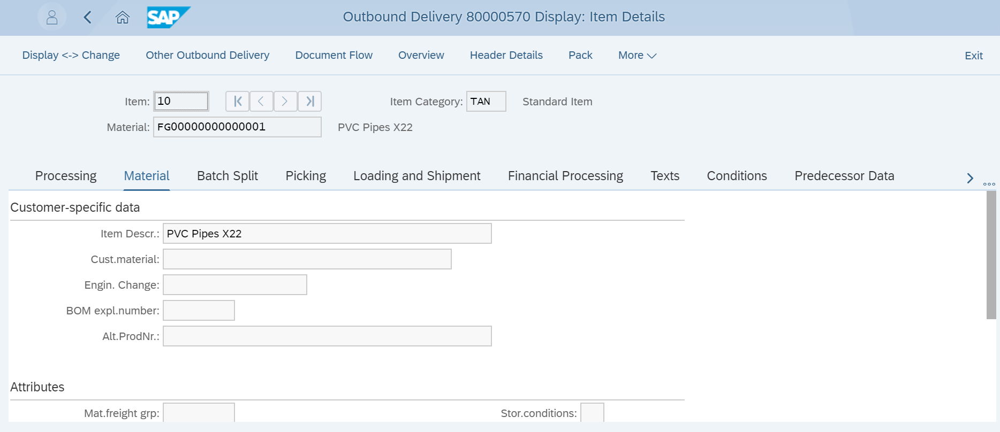 SAP Outbound Delivery 80000570 Display: Item Details
Display <-> Change Other Outbound Delivery Document Flow Overview Header Details Pack More Exit
Item: 10 Item Category: TAN Standard Item
Material: FG00000000000001 PVC Pipes X22
Processing Material Batch Split Picking Loading and Shipment Financial Processing Texts Conditions Predecessor Data
Customer-specific data
Item Descr.: PVC Pipes X22
Cust.material:
Engin. Change:
BOM expl.number:
Alt.ProdNr.:
Attributes
Mat.freight grp: Stor.conditions: